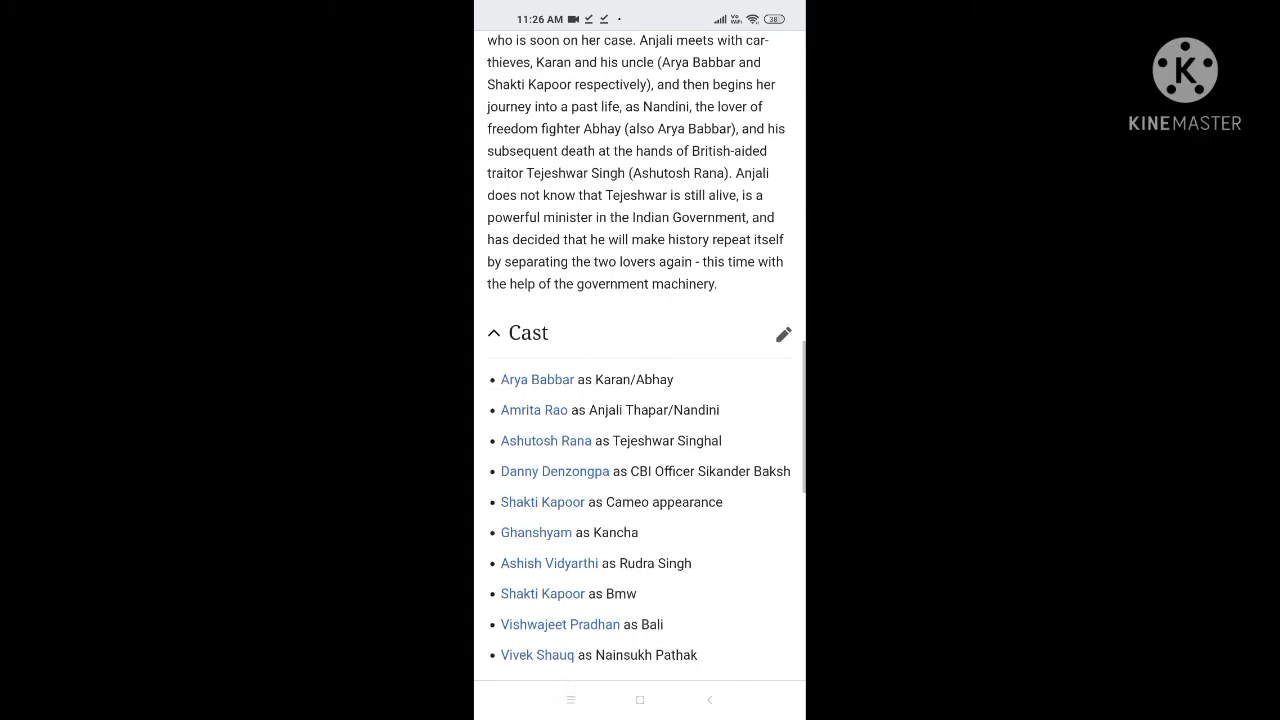 11:26 AM
Vo
WiFi
38
who is soon on her case. Anjali meets with car-
thieves, Karan and his uncle (Arya Babbar and
Shakti Kapoor respectively), and then begins her
journey into a past life, as Nandini, the lover of
freedom fighter Abhay (also Arya Babbar), and his
subsequent death at the hands of British-aided
traitor Tejeshwar Singh (Ashutosh Rana). Anjali
does not know that Tejeshwar is still alive, is a
powerful minister in the Indian Government, and
has decided that he will make history repeat itself
by separating the two lovers again - this time with
the help of the government machinery.
Cast
• Arya Babbar as Karan/Abhay
• Amrita Rao as Anjali Thapar/Nandini
• Ashutosh Rana as Tejeshwar Singhal
• Danny Denzongpa as CBI Officer Sikander Baksh
• Shakti Kapoor as Cameo appearance
• Ghanshyam as Kancha
• Ashish Vidyarthi as Rudra Singh
• Shakti Kapoor as Bmw
• Vishwajeet Pradhan as Bali
• Vivek Shauq as Nainsukh Pathak
K
KINEMASTER